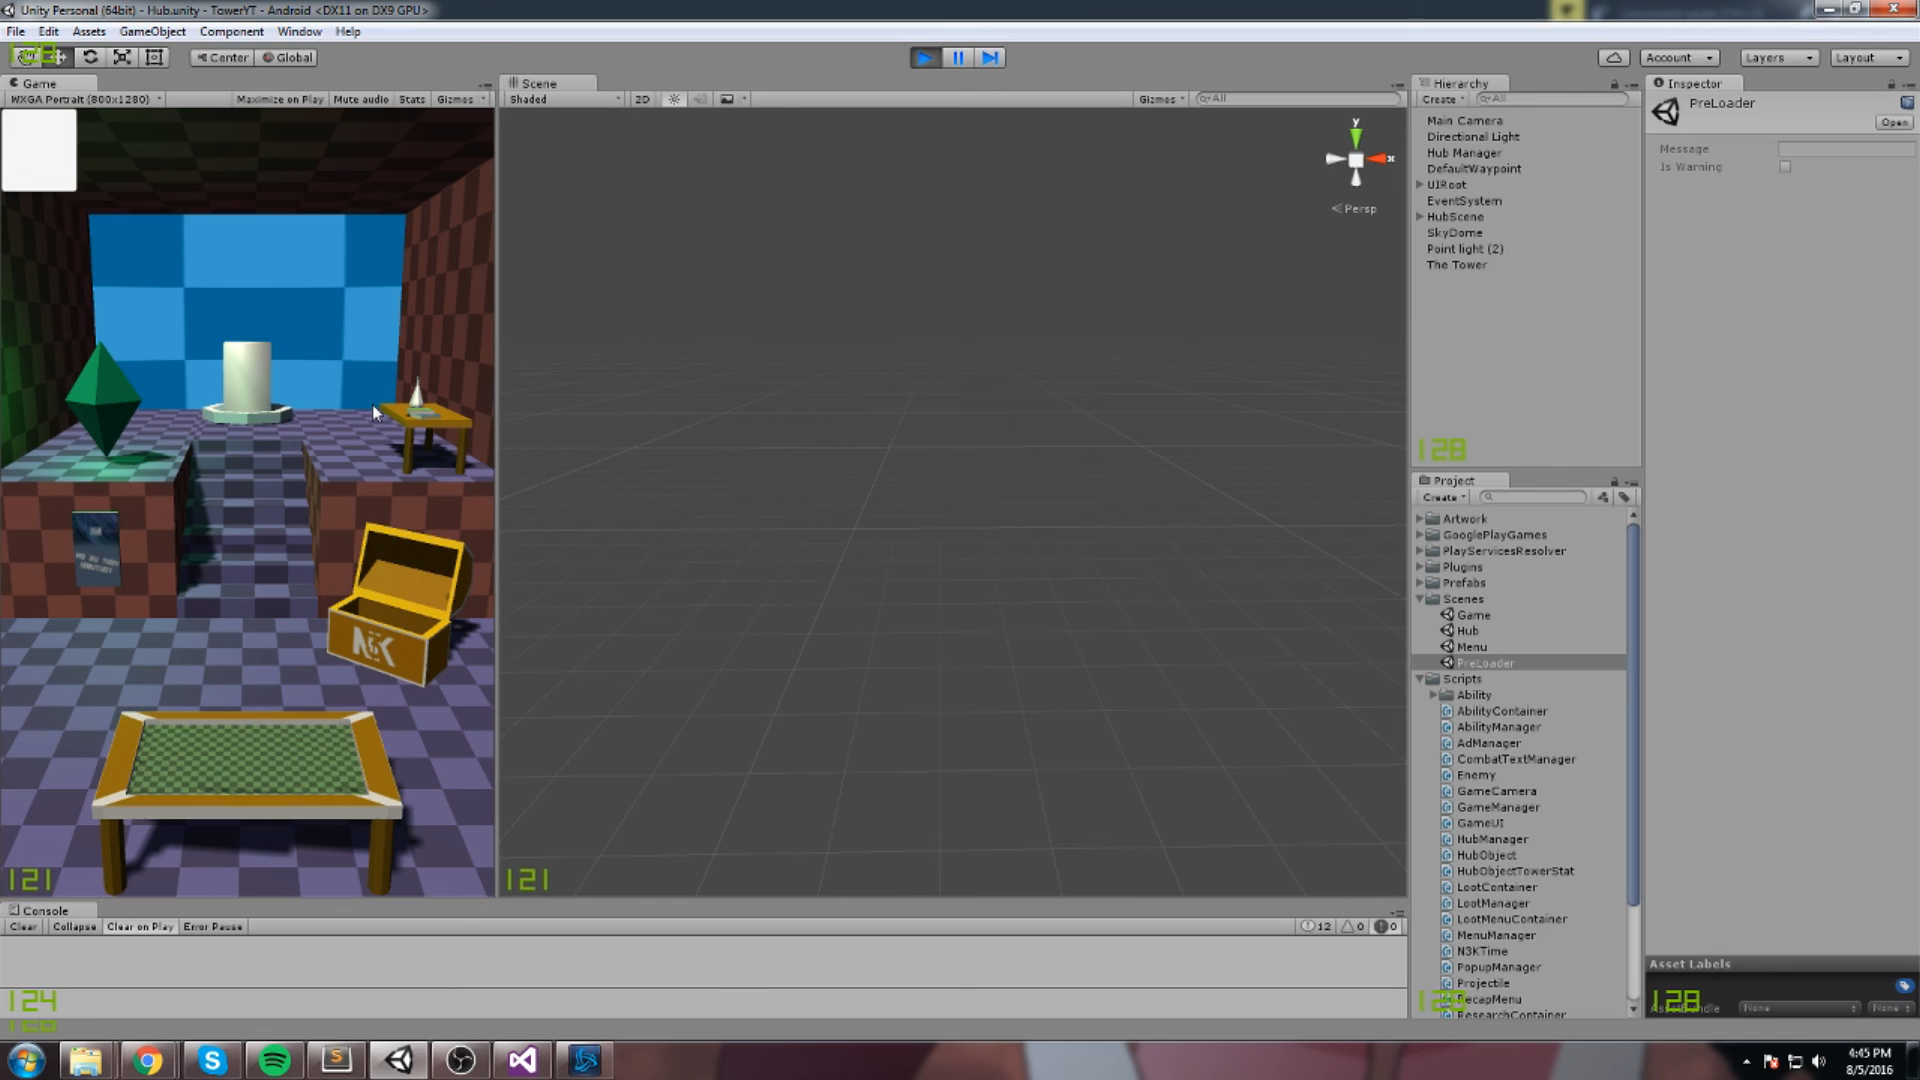 Unity Personal (64bit) - Hub.unity - TowerYT - Android <DX11 on DX9 GPU>
File Edit Assets GameObject Component Window Help
Center Global
Account Layers Layout
Game
Scene
Hierarchy
Inspector
WXGA Portrait (800x1280) Maximize on Play Mute audio Stats Gizmos
Shaded 2D Gizmos All
Create All
PreLoader
Open
Message
Is Warning
y
x
Persp
Main Camera
Directional Light
Hub Manager
DefaultWaypoint
UIRoot
EventSystem
HubScene
SkyDome
Point light (2)
The Tower
128
Project
Create
Artwork
GooglePlayGames
PlayServicesResolver
Plugins
Prefabs
Scenes
Game
Hub
Menu
PreLoader
Scripts
Ability
AbilityContainer
AbilityManager
AdManager
CombatTextManager
Enemy
GameCamera
GameManager
GameUI
HubManager
HubObject
HubObjectTowerStat
LootContainer
LootManager
LootMenuContainer
MenuManager
N3KTime
PopupManager
Projectile
RecapMenu
ResearchContainer
N3K
121
121
Console
Clear Collapse Clear on Play Error Pause
12 0 0
124
Asset Labels
128
None None
4:45 PM
8/5/2016